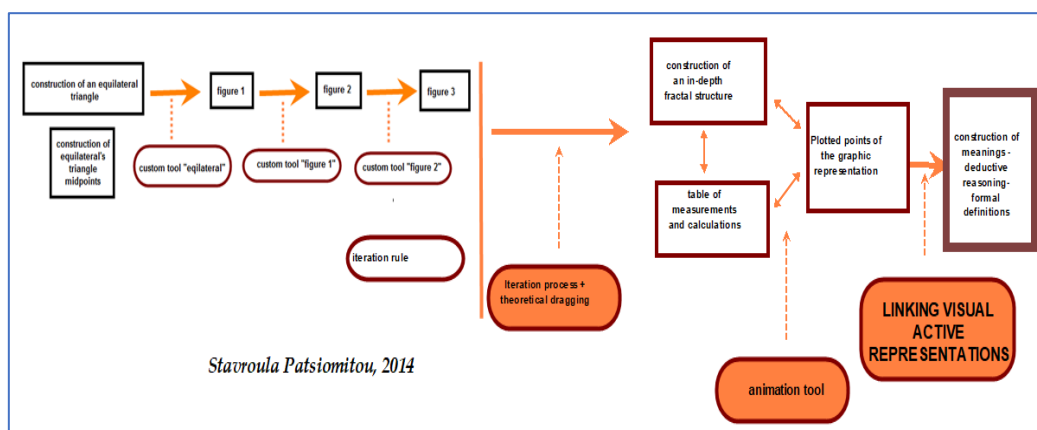 construction of an equilateral
triangle
figure 1
figure 2
figure 3
construction of
equilateral's
triangle
midpoints
custom tool "eqilateral"
custom tool "figure 1"
custom tool "figure 2"
iteration rule
Iteration process +
theoretical dragging
Stavroula Patsiomitou, 2014
construction of
an in-depth
fractal structure
table of
measurements
and calculations
Plotted points of
the graphic
representation
construction of
meanings -
deductive
reasoning-
formal
definitions
animation tool
LINKING VISUAL
ACTIVE
REPRESENTATIONS